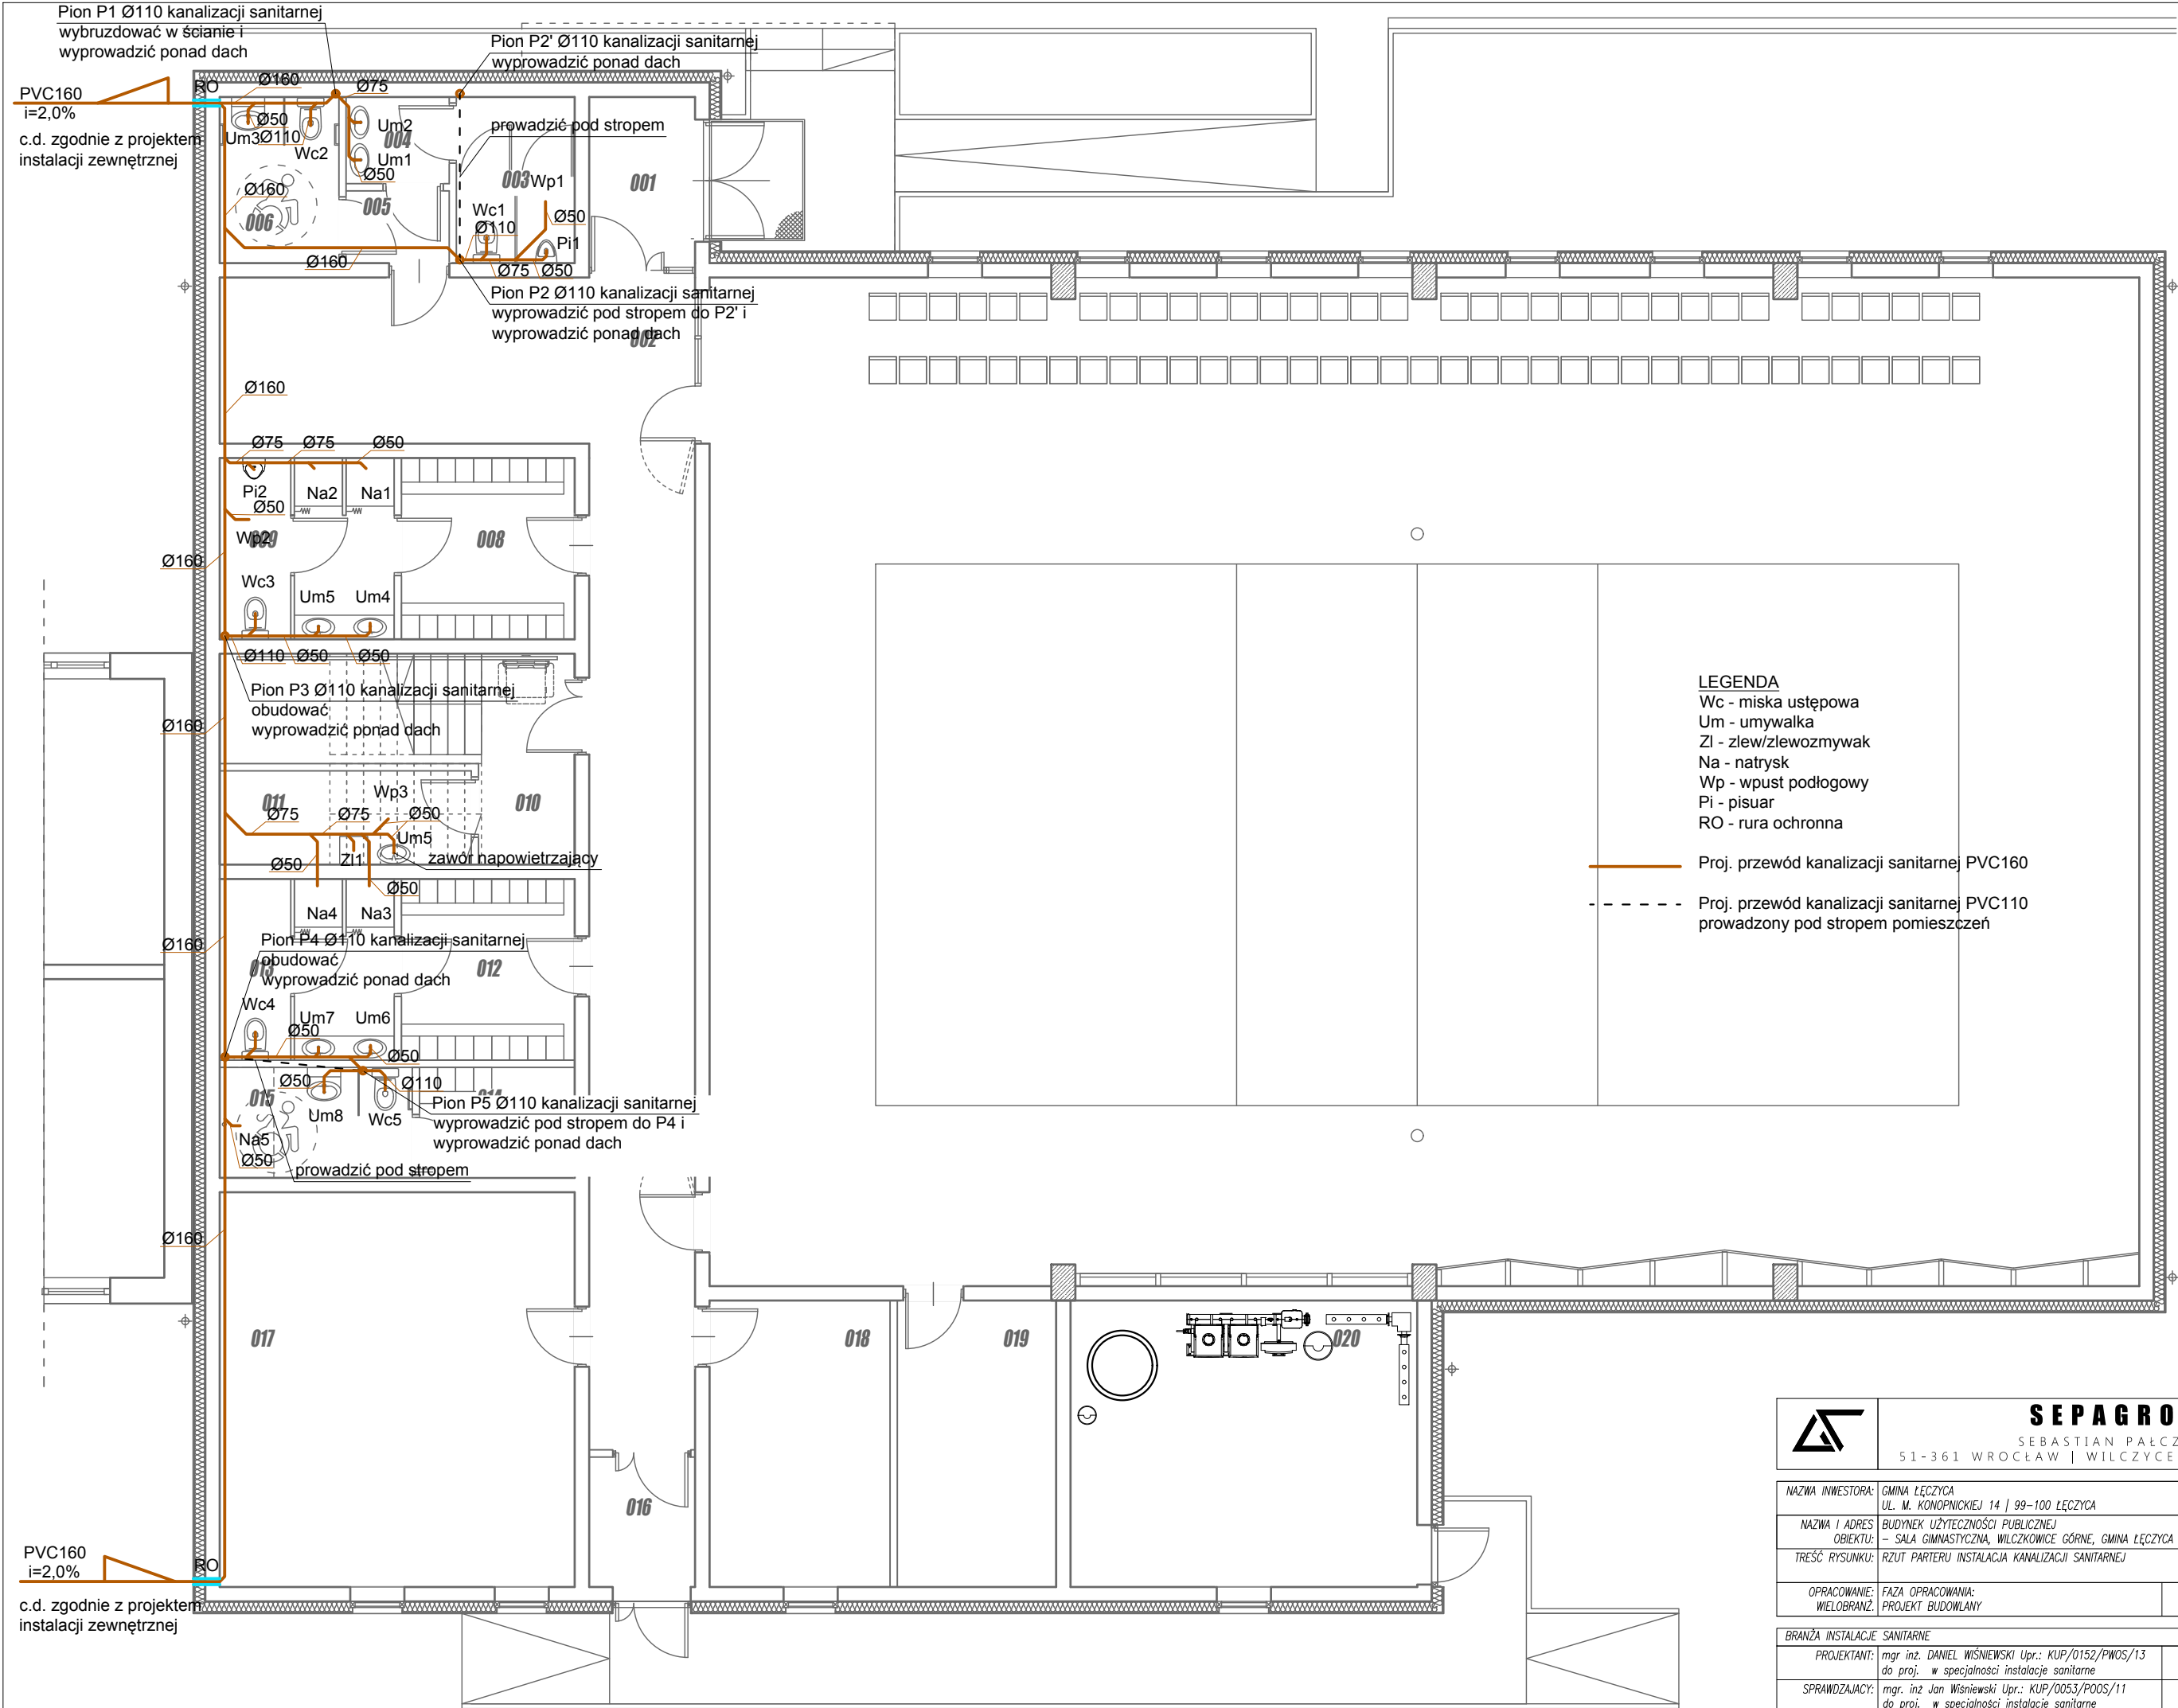 Pion P1 Ø110 kanalizacji sanitarnej
wybruzdować w ścianie i
wyprowadzić ponad dach
Pion P2' Ø110 kanalizacji sanitarnej
wyprowadzić ponad dach
PVC160
i=2,0%
c.d. zgodnie z projektem
instalacji zewnętrznej
RO
Ø160
Ø75
Ø50
Um3
Ø110
Wc2
Um2
004
Um1
Ø50
prowadzić pod stropem
003
Wp1
001
Ø160
006
005
Wc1
Ø110
Ø50
Pi1
Ø160
Ø75
Ø50
Pion P2 Ø110 kanalizacji sanitarnej
wyprowadzić pod stropem do P2' i
wyprowadzić ponad dach
002
Ø160
Ø75
Ø75
Ø50
Pi2
Na2
Na1
Ø50
Wp2
009
008
Ø160
Wc3
Um5
Um4
Ø110
Ø50
Ø50
Pion P3 Ø110 kanalizacji sanitarnej
obudować
wyprowadzić ponad dach
Ø160
011
Wp3
010
Ø75
Ø75
Ø50
Um5
Ø50
Zl1
zawór napowietrzający
Ø50
Na4
Na3
Ø160
Pion P4 Ø110 kanalizacji sanitarnej
obudować
wyprowadzić ponad dach
013
012
Wc4
Um7
Um6
Ø50
Ø50
Ø50
Ø110
015
014
Um8
Wc5
Pion P5 Ø110 kanalizacji sanitarnej
wyprowadzić pod stropem do P4 i
wyprowadzić ponad dach
Na5
Ø50
prowadzić pod stropem
Ø160
017
018
019
020
016
PVC160
i=2,0%
RO
c.d. zgodnie z projektem
instalacji zewnętrznej
LEGENDA
Wc - miska ustępowa
Um - umywalka
Zl - zlew/zlewozmywak
Na - natrysk
Wp - wpust podłogowy
Pi - pisuar
RO - rura ochronna
Proj. przewód kanalizacji sanitarnej PVC160
Proj. przewód kanalizacji sanitarnej PVC110
prowadzony pod stropem pomieszczeń
SEPAGRO
SEBASTIAN PAŁCZ
51-361 WROCŁAW | WILCZYCE
NAZWA INWESTORA: GMINA ŁĘCZYCA
UL. M. KONOPNICKIEJ 14 | 99-100 ŁĘCZYCA
NAZWA I ADRES BUDYNEK UŻYTECZNOŚCI PUBLICZNEJ
OBIEKTU: - SALA GIMNASTYCZNA, WILCZKOWICE GÓRNE, GMINA ŁĘCZYCA
TREŚĆ RYSUNKU: RZUT PARTERU INSTALACJA KANALIZACJI SANITARNEJ
OPRACOWANIE: FAZA OPRACOWANIA:
WIELOBRANŻ. PROJEKT BUDOWLANY
BRANŻA INSTALACJE SANITARNE
PROJEKTANT: mgr inż. DANIEL WIŚNIEWSKI Upr.: KUP/0152/PWOS/13
do proj. w specjalności instalacje sanitarne
SPRAWDZAJACY: mgr. inż Jan Wiśniewski Upr.: KUP/0053/POOS/11
do proj. w specjalności instalacje sanitarne